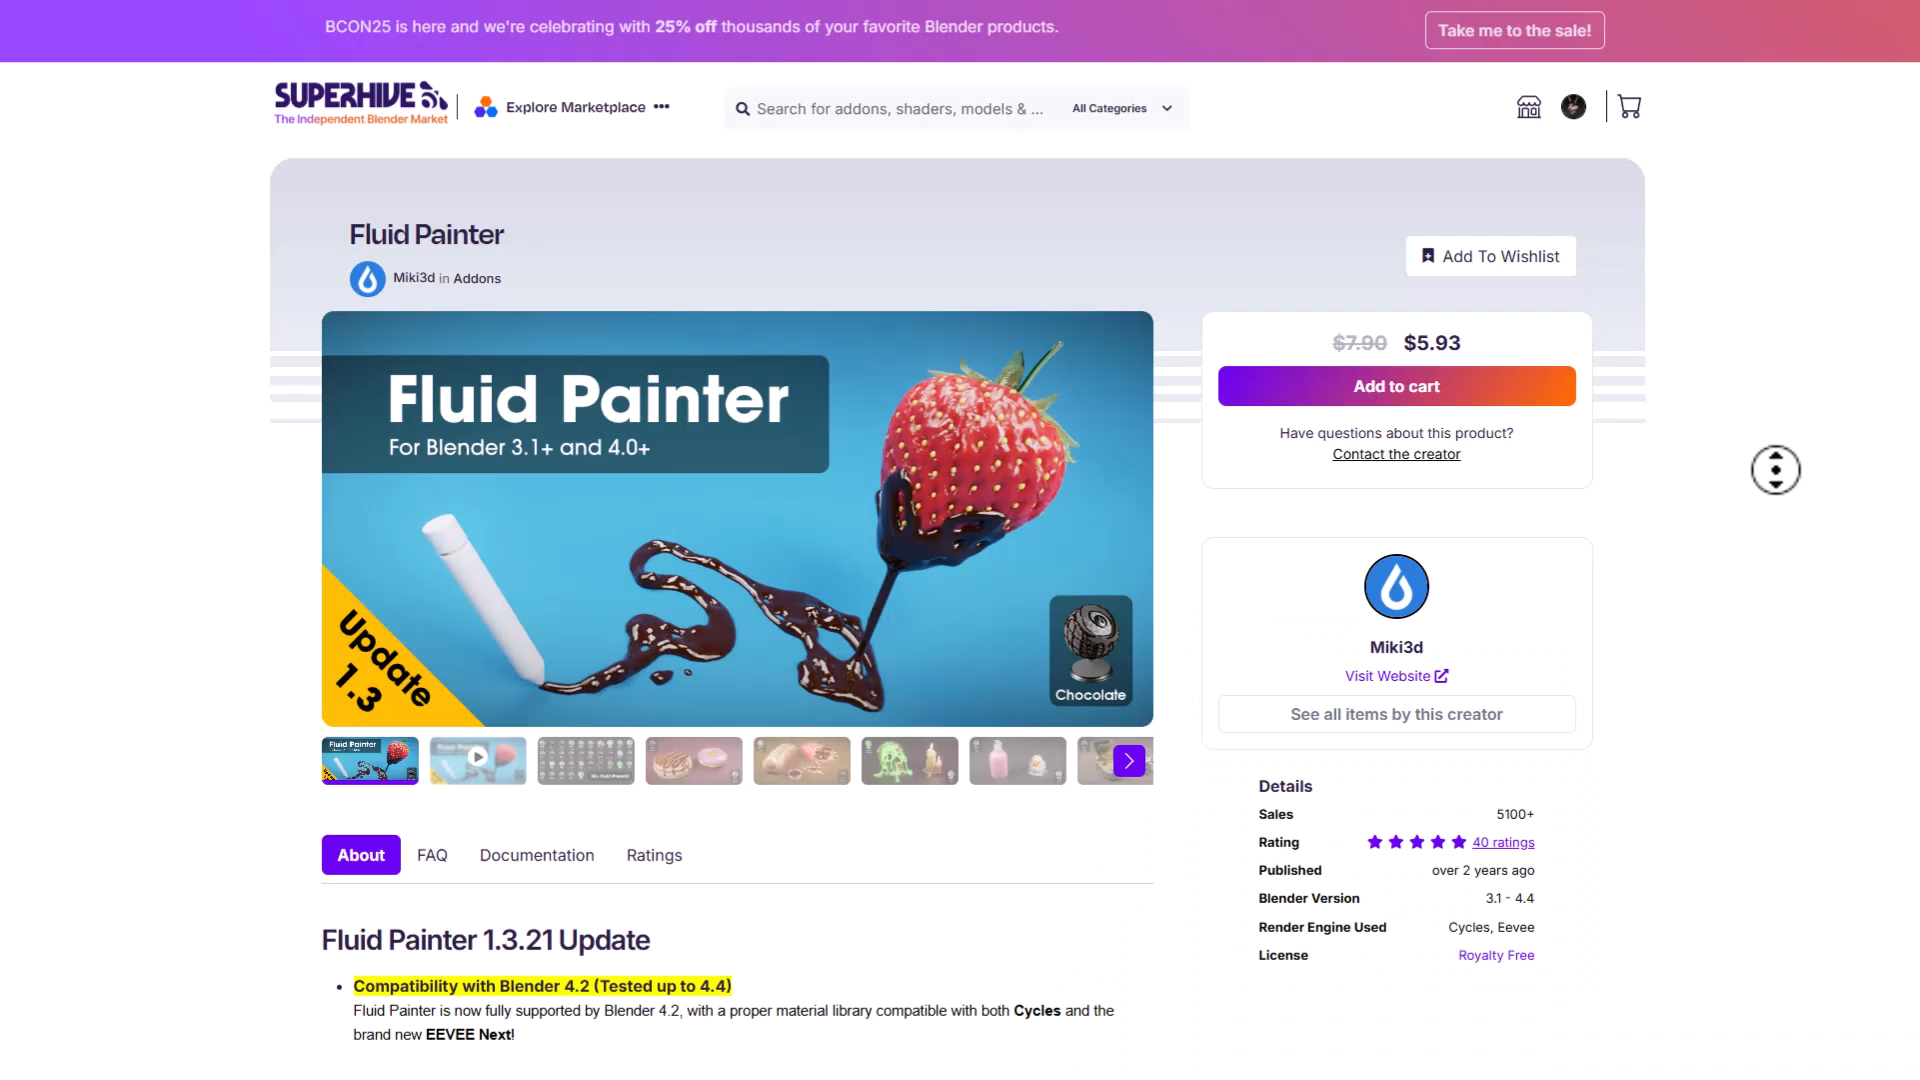 BCON25 is here and we're celebrating with 25% off thousands of your favorite Blender products.
Take me to the sale!
SUPERHIVE
The Independent Blender Market
Explore Marketplace •••
Search for addons, shaders, models & ...
All Categories
Fluid Painter
Miki3d in Addons
Add To Wishlist
Fluid Painter
For Blender 3.1+ and 4.0+
Update
1.3
Chocolate
$7.90 $5.93
Add to cart
Have questions about this product?
Contact the creator
Miki3d
Visit Website
See all items by this creator
Fluid Painter
Details
Sales 5100+
Rating 40 ratings
Published over 2 years ago
Blender Version 3.1 - 4.4
Render Engine Used Cycles, Eevee
License Royalty Free
About
FAQ
Documentation
Ratings
Fluid Painter 1.3.21 Update
• Compatibility with Blender 4.2 (Tested up to 4.4)
Fluid Painter is now fully supported by Blender 4.2, with a proper material library compatible with both Cycles and the
brand new EEVEE Next!